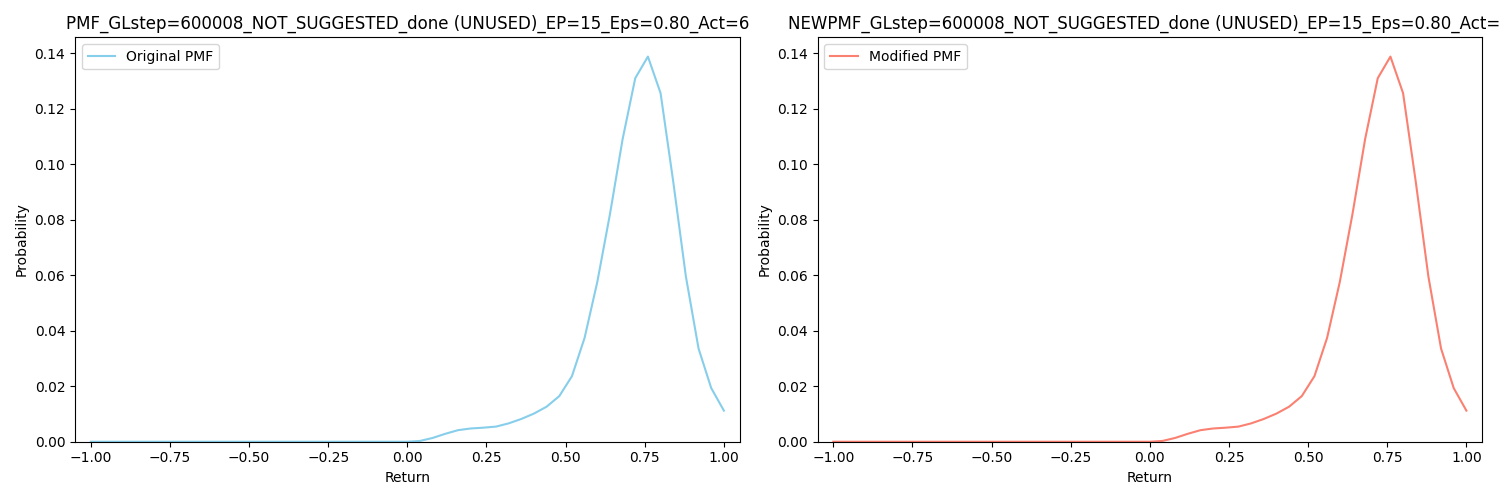 PMF_GLstep=600008_NOT_SUGGESTED_done (UNUSED)_EP=15_Eps=0.80_Act=6
Original PMF
0.14
0.12
0.10
0.08
0.06
0.04
0.02
0.00
Probability
−1.00 −0.75 −0.50 −0.25 0.00 0.25 0.50 0.75 1.00
Return
NEWPMF_GLstep=600008_NOT_SUGGESTED_done (UNUSED)_EP=15_Eps=0.80_Act=
Modified PMF
0.14
0.12
0.10
0.08
0.06
0.04
0.02
0.00
Probability
−1.00 −0.75 −0.50 −0.25 0.00 0.25 0.50 0.75 1.00
Return